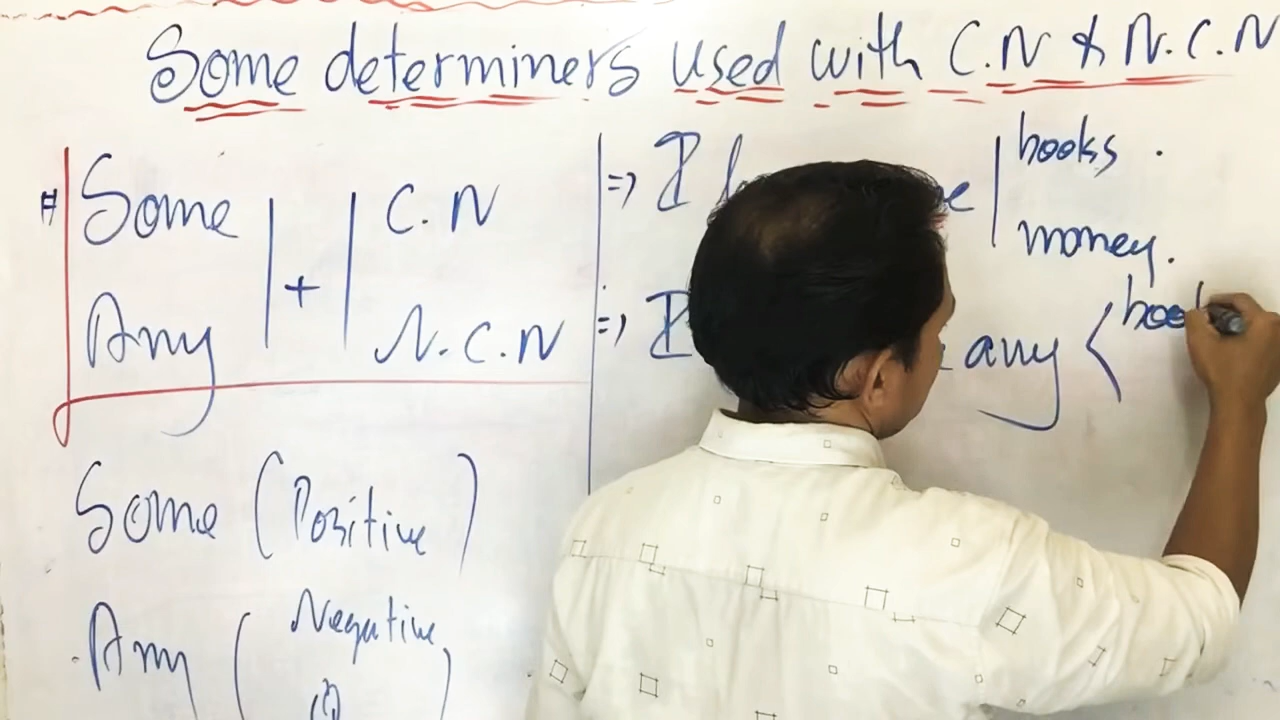 Some determiners used with C.N & N.C.N
# Some
Any
+
C.N
N.C.N
=> I
books.
money.
=> I
any
Some (Positive)
Any (Negative